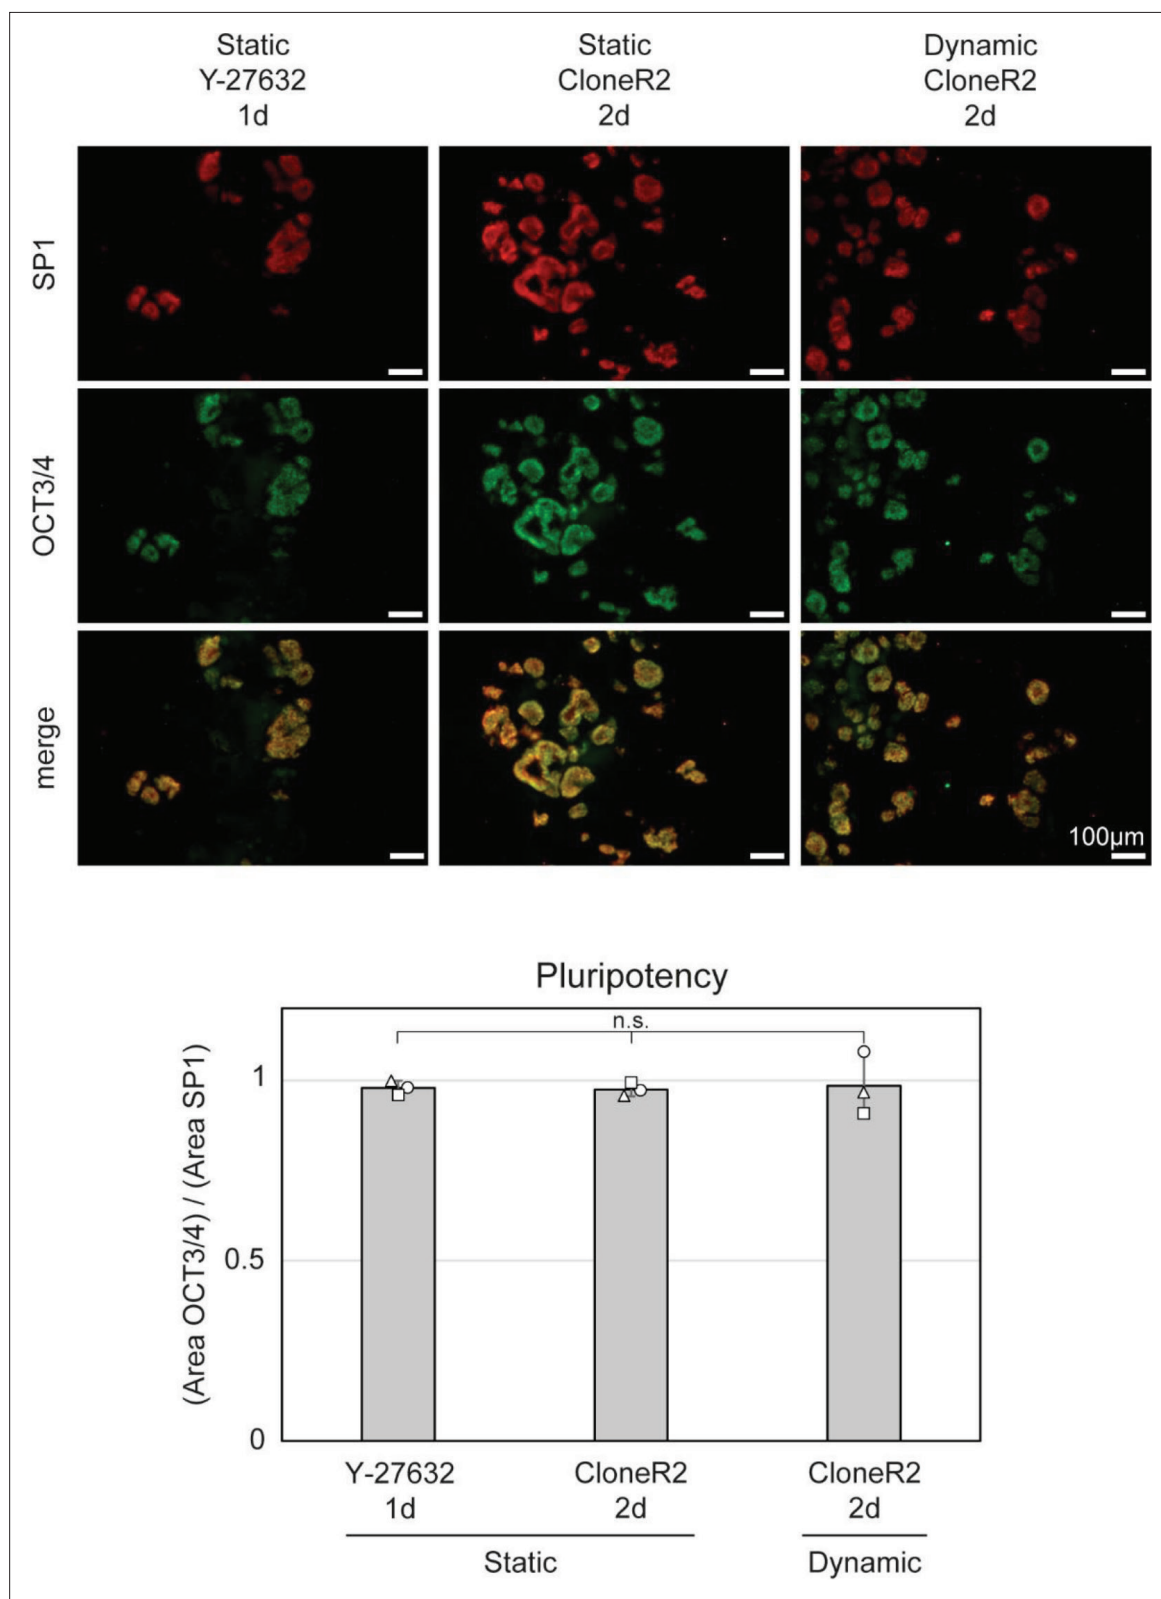 Static
Y-27632
1d
Static
CloneR2
2d
Dynamic
CloneR2
2d
SP1
OCT3/4
merge
100µm
Pluripotency
n.s.
(Area OCT3/4) / (Area SP1)
1
0.5
0
Y-27632
1d
CloneR2
2d
CloneR2
2d
Static
Dynamic